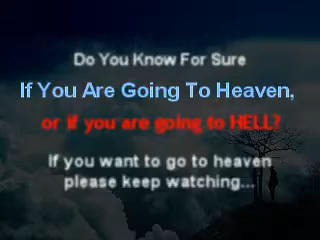 Do You Know For Sure
If You Are Going To Heaven,
or if you are going to HELL?
If you want to go to heaven
please keep watching...